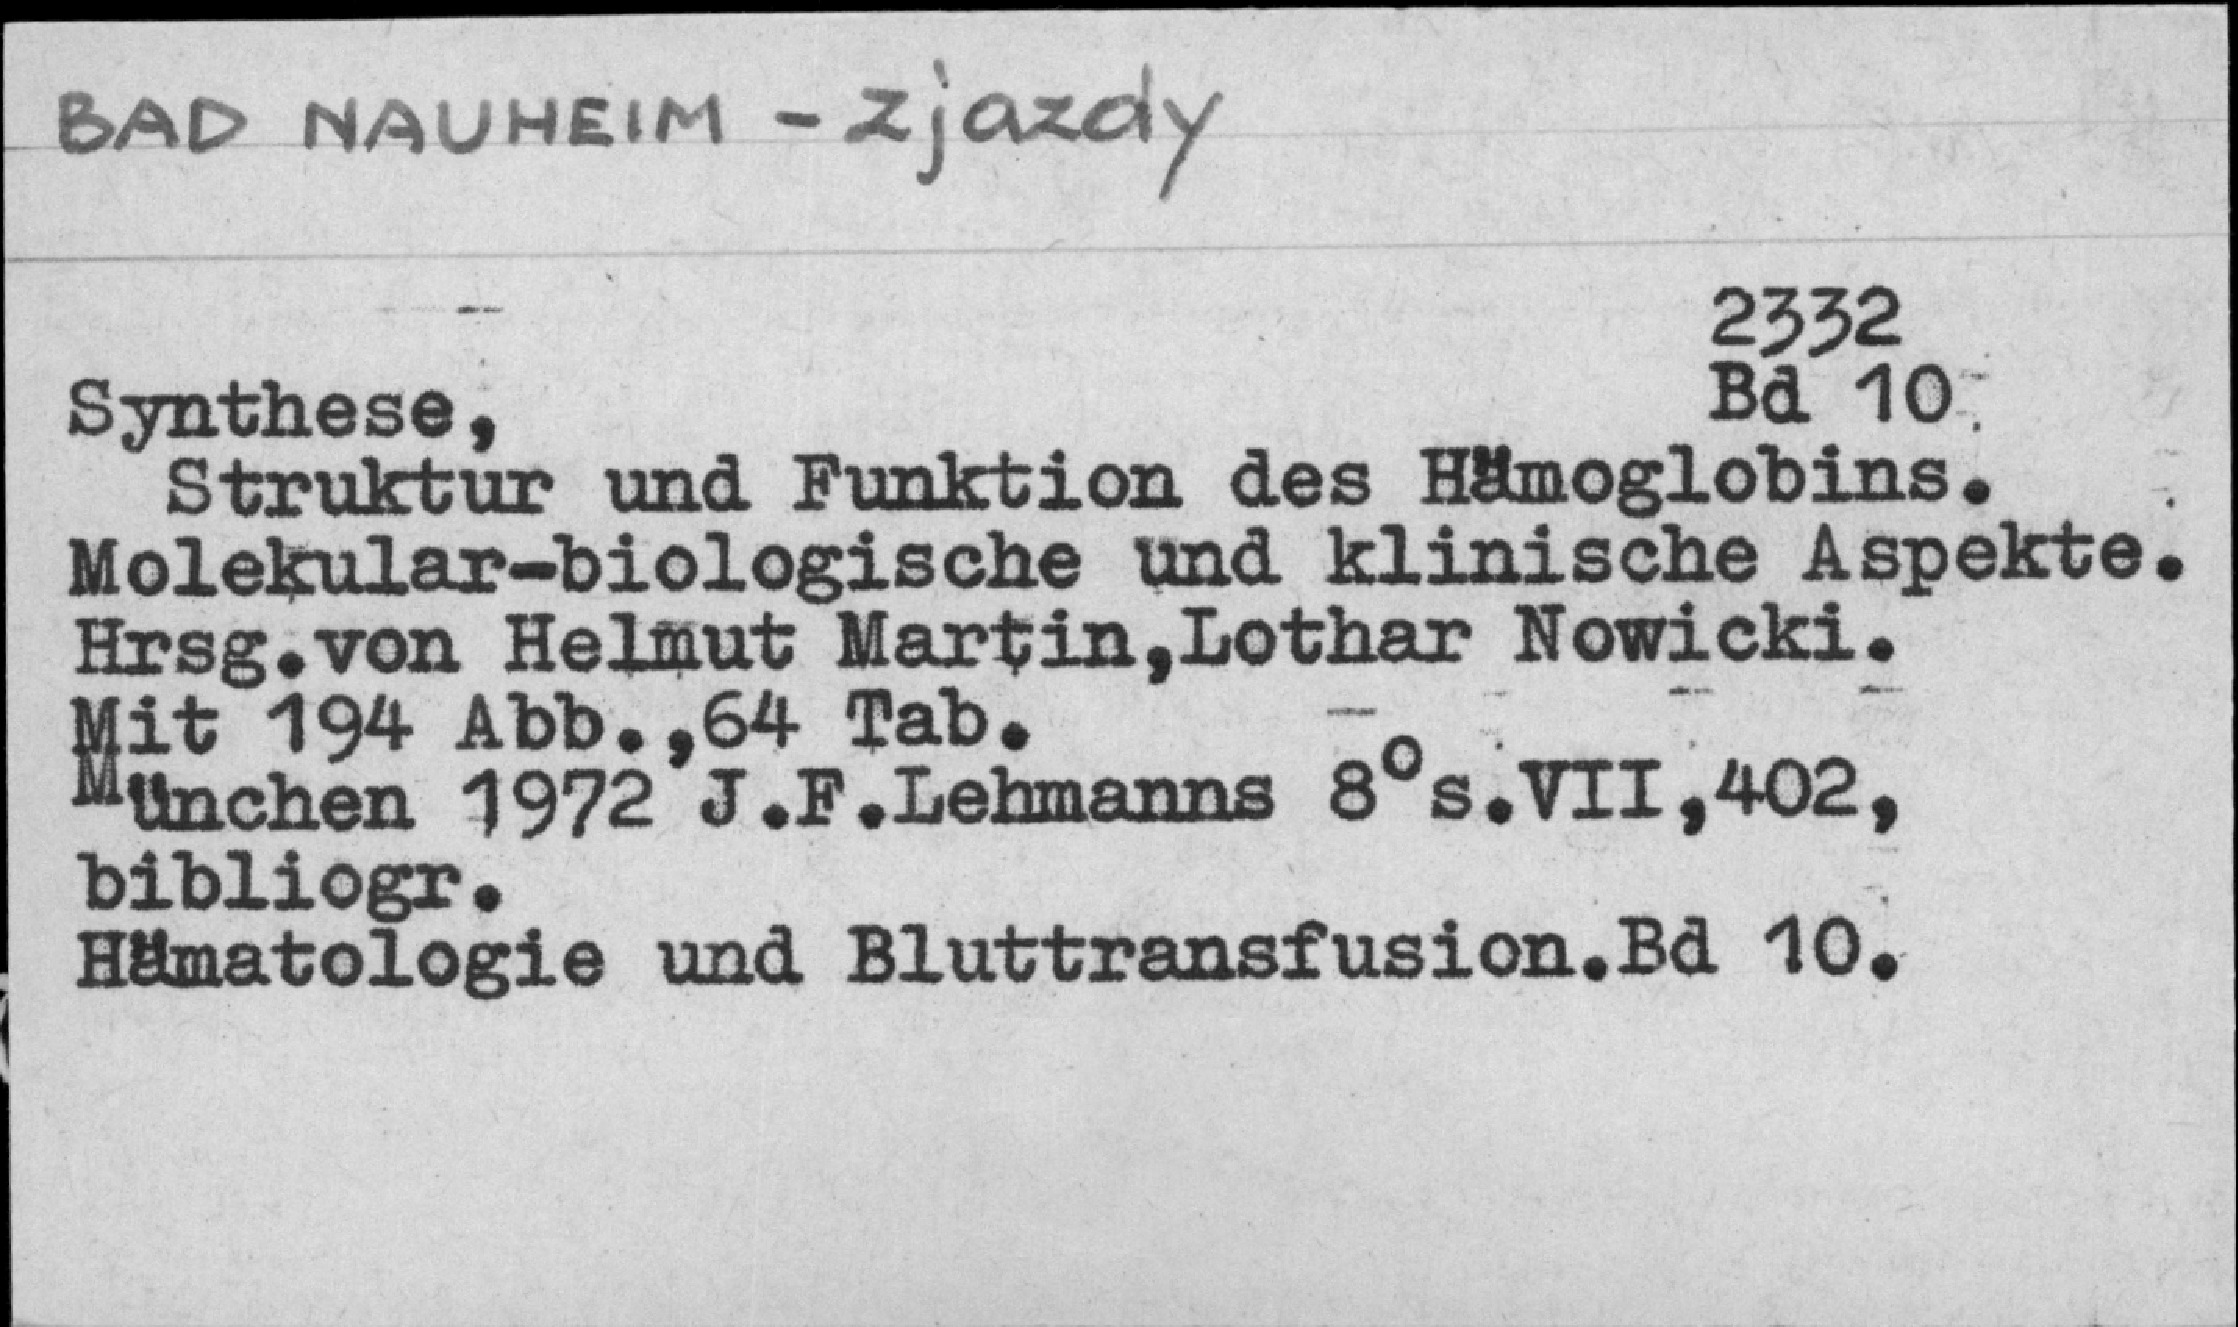 BAD NAUHEIM - zjazdy
2332
Bd 10
Synthese,
Struktur und Funktion des Hämoglobins.
Molekular-biologische und klinische Aspekte.
Hrsg.von Helmut Martin,Lothar Nowicki.
Mit 194 Abb.,64 Tab.
München 1972 J.F.Lehmanns 8° s.VII,402,
bibliogr.
Hämatologie und Bluttransfusion.Bd 10.